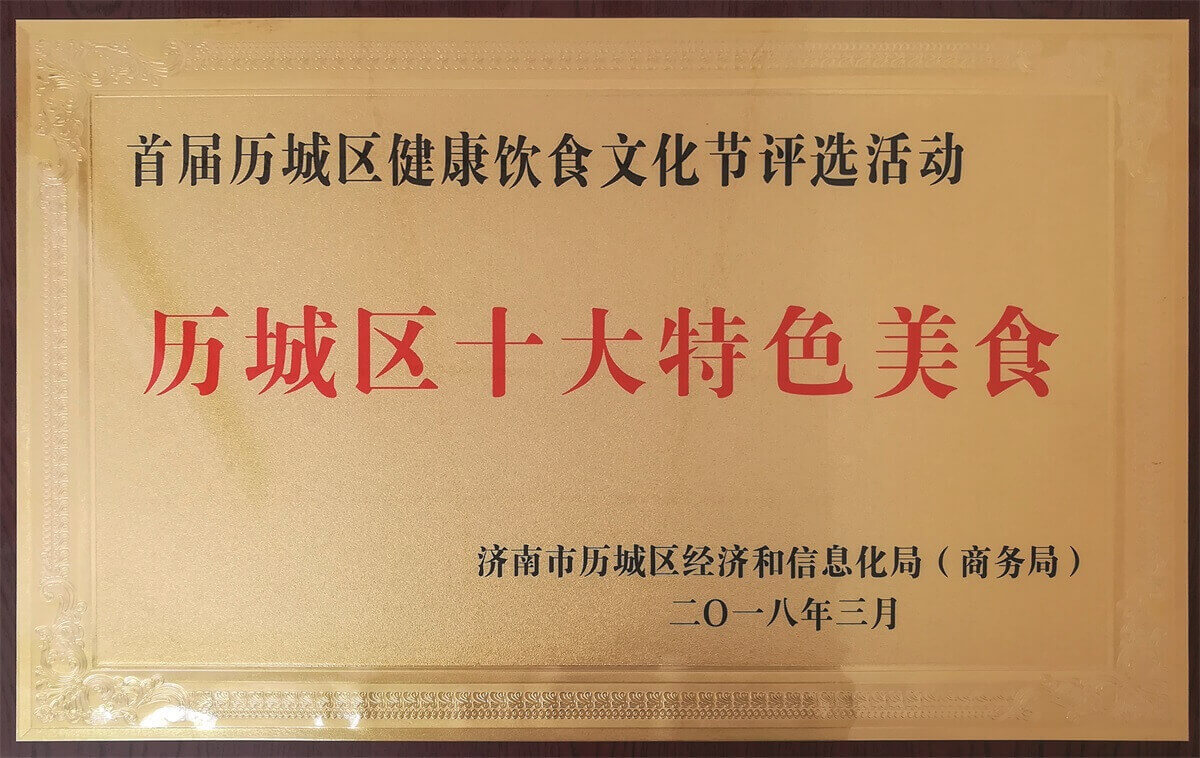 首届历城区健康饮食文化节评选活动
历城区十大特色美食
济南市历城区经济和信息化局（商务局）
二〇一八年三月